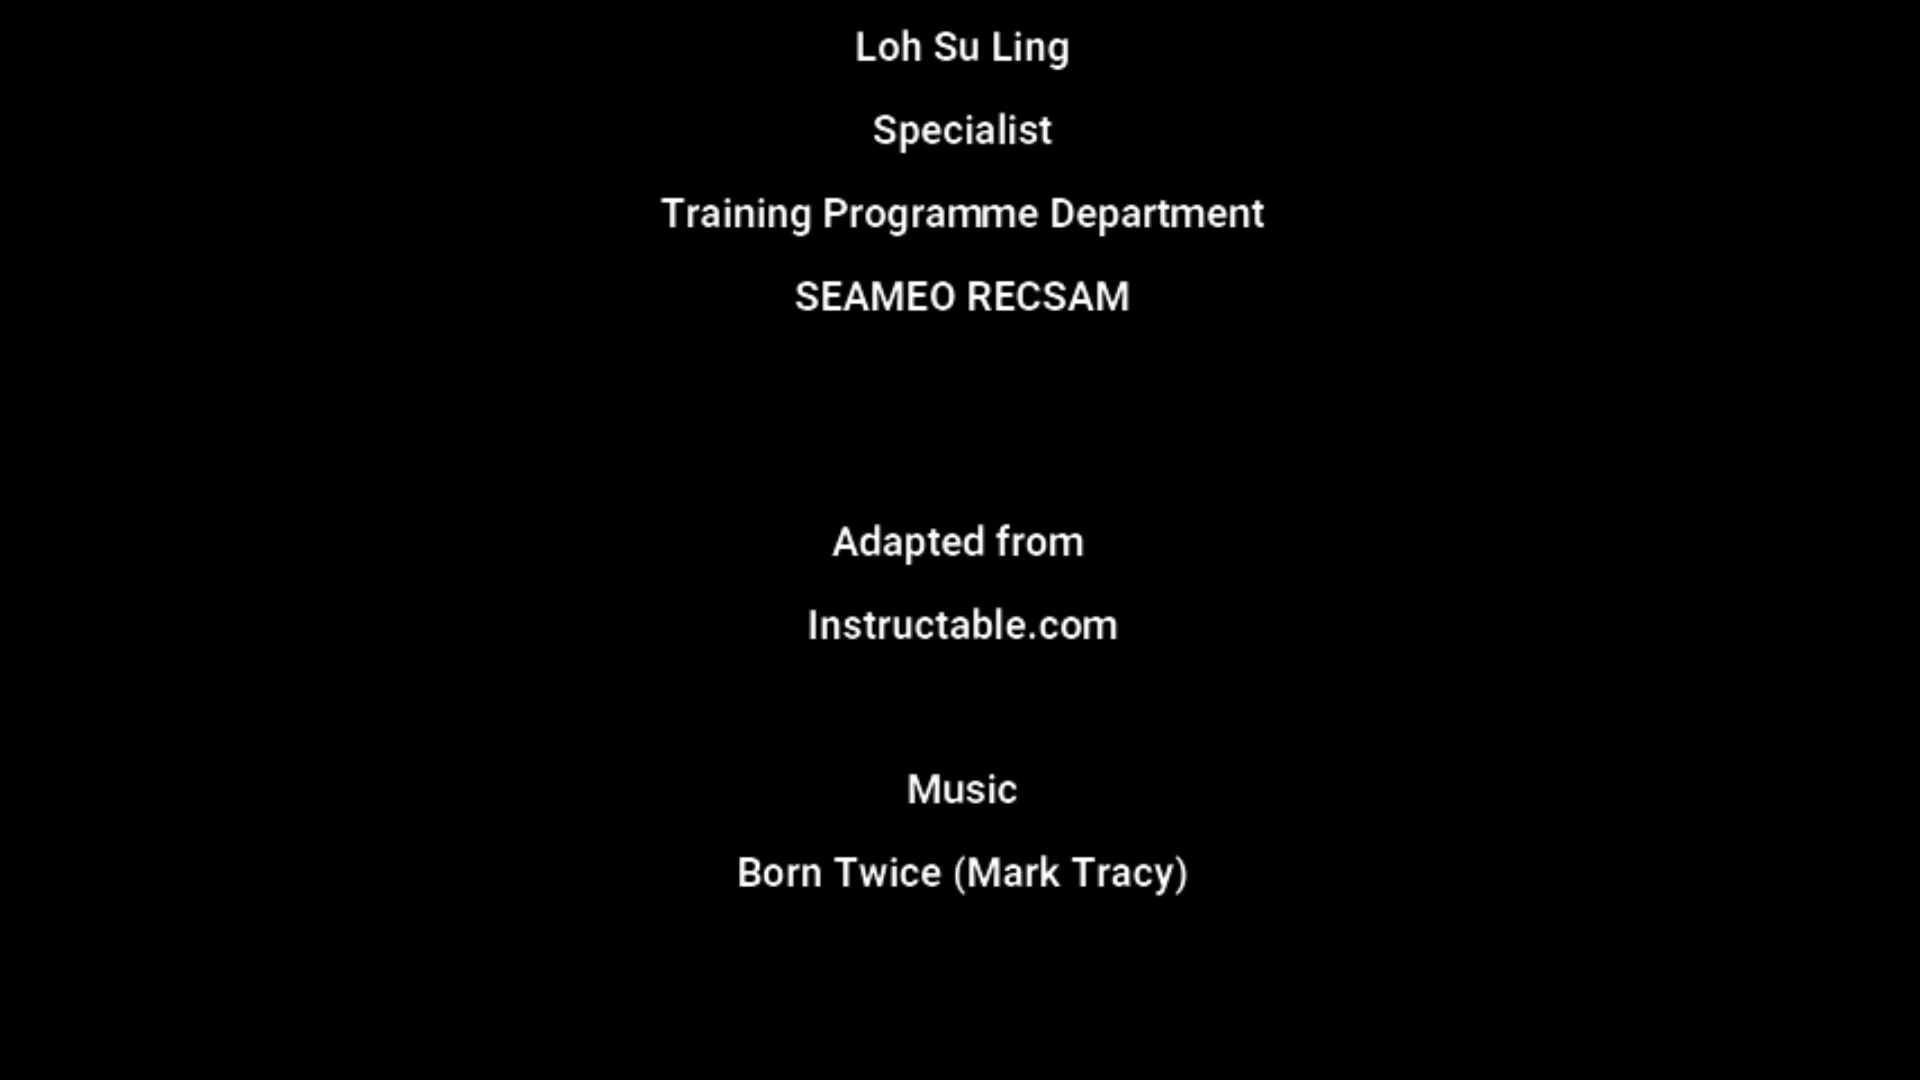 Loh Su Ling
Specialist
Training Programme Department
SEAMEO RECSAM
Adapted from
Instructable.com
Music
Born Twice (Mark Tracy)